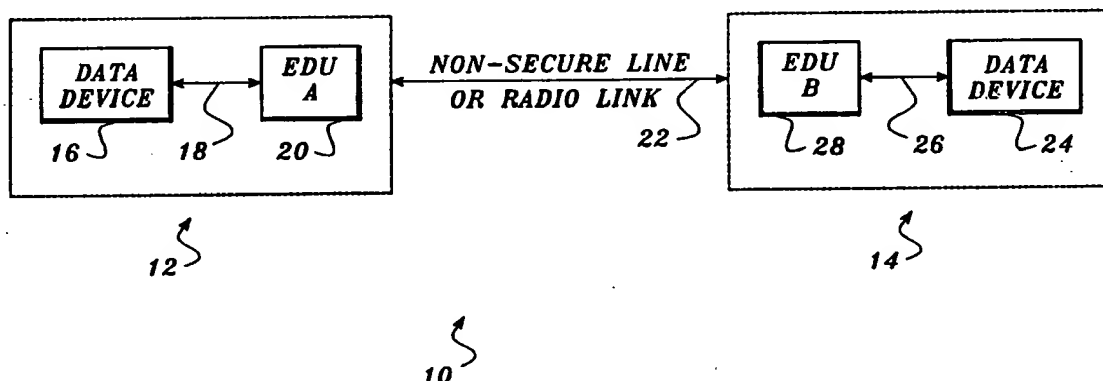 DATA
DEVICE
EDU
A
NON-SECURE LINE
OR RADIO LINK
EDU
B
DATA
DEVICE
16
18
20
22
28
26
24
12
14
10